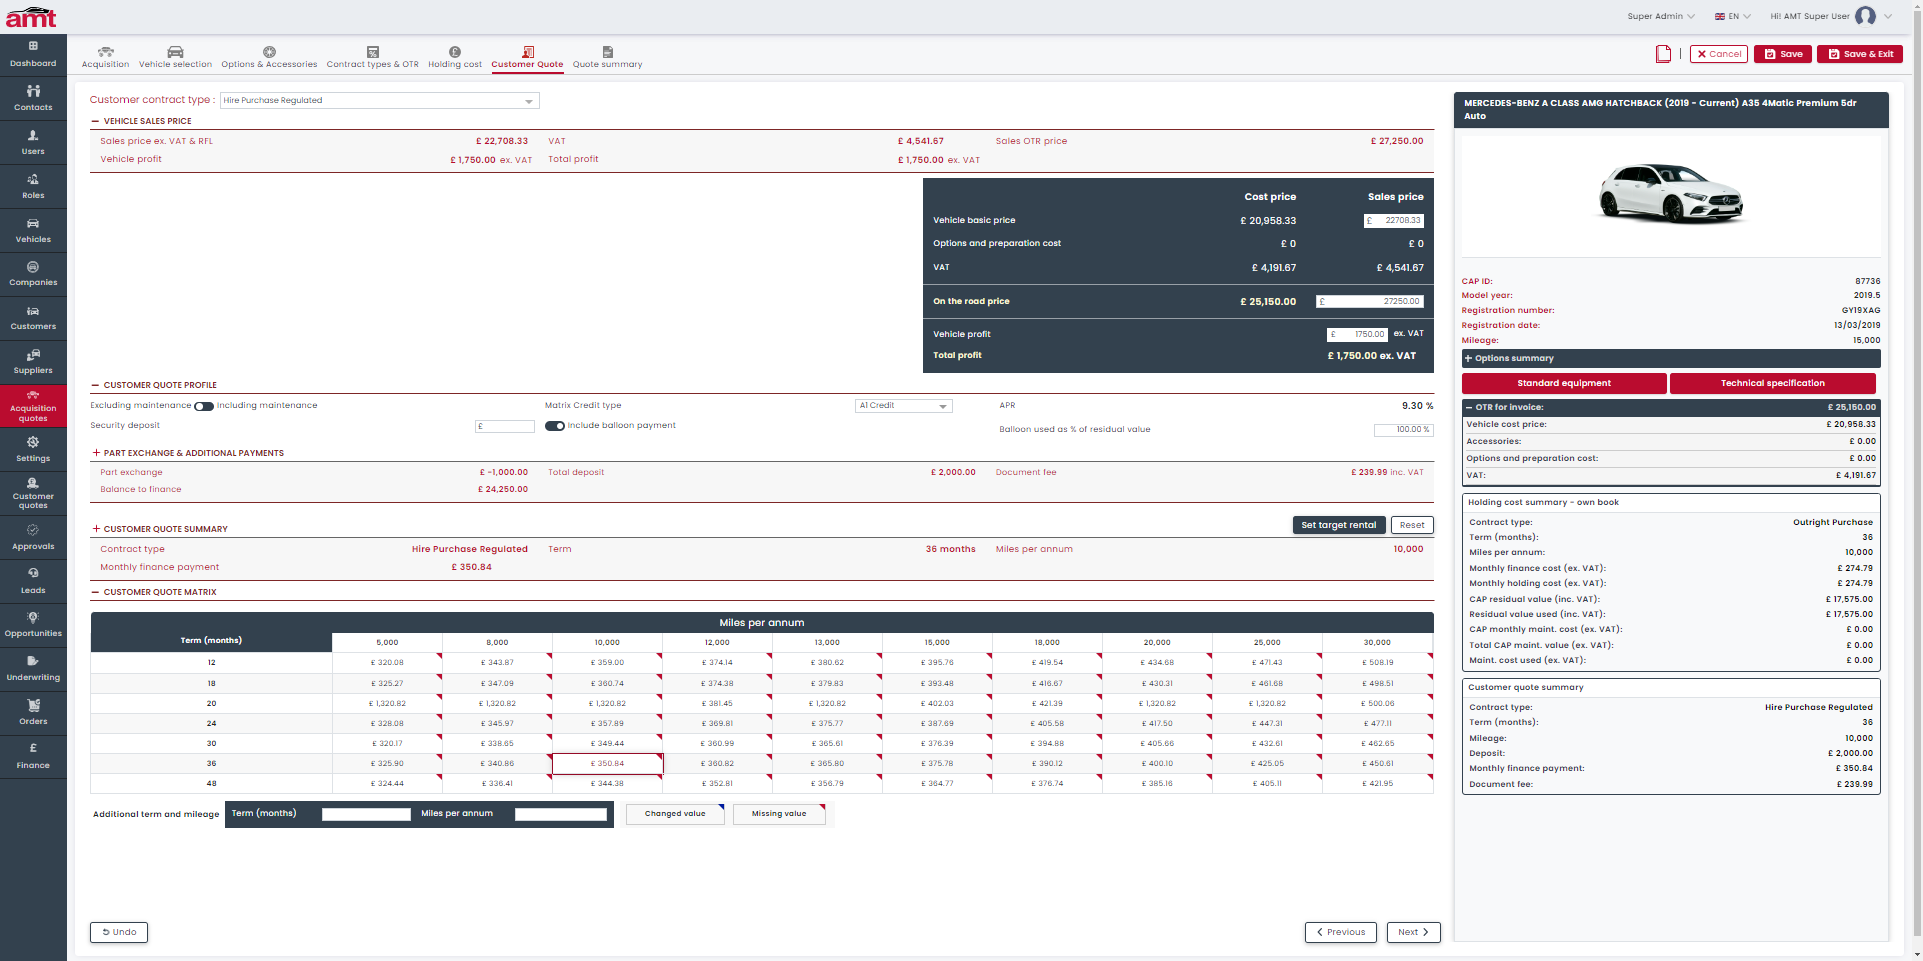 amt
Super Admin
EN
Hi! AMT Super User
Dashboard
Contacts
Users
Roles
Vehicles
Companies
Customers
Suppliers
Acquisition
quotes
Settings
Customer
quotes
Approvals
Leads
Opportunities
Underwriting
Orders
£
Finance
Acquisition
Vehicle selection
Options & Accessories
Contract types & OTR
Holding cost
Customer Quote
Quote summary
Cancel
Save
Save & Exit
Customer contract type : Hire Purchase Regulated
VEHICLE SALES PRICE
Sales price ex. VAT & RFL £ 22,708.33 VAT £ 4,541.67 Sales OTR price £ 27,250.00
Vehicle profit £ 1,750.00 ex. VAT Total profit £ 1,750.00 ex. VAT
Cost price Sales price
Vehicle basic price £ 20,958.33 £ 22708.33
Options and preparation cost £ 0 £ 0
VAT £ 4,191.67 £ 4,541.67
On the road price £ 25,150.00 £ 27250.00
Vehicle profit £ 1750.00 ex. VAT
Total profit £ 1,750.00 ex. VAT
CUSTOMER QUOTE PROFILE
Excluding maintenance Including maintenance Matrix Credit type A1 Credit APR 9.30 %
Security deposit £ Include balloon payment Balloon used as % of residual value 100.00 %
PART EXCHANGE & ADDITIONAL PAYMENTS
Part exchange £ -1,000.00 Total deposit £ 2,000.00 Document fee £ 239.99 inc. VAT
Balance to finance £ 24,250.00
CUSTOMER QUOTE SUMMARY Set target rental Reset
Contract type Hire Purchase Regulated Term 36 months Miles per annum 10,000
Monthly finance payment £ 350.84
CUSTOMER QUOTE MATRIX
Miles per annum
Term (months) 5,000 8,000 10,000 12,000 13,000 15,000 18,000 20,000 25,000 30,000
12 £ 320.08 £ 343.87 £ 359.00 £ 374.14 £ 380.62 £ 395.76 £ 419.54 £ 434.68 £ 471.43 £ 508.19
18 £ 325.27 £ 347.09 £ 360.74 £ 374.38 £ 379.83 £ 393.48 £ 416.67 £ 430.31 £ 461.68 £ 498.51
20 £ 1,320.82 £ 1,320.82 £ 1,320.82 £ 381.45 £ 1,320.82 £ 402.03 £ 421.39 £ 1,320.82 £ 1,320.82 £ 500.06
24 £ 328.08 £ 345.97 £ 357.89 £ 369.81 £ 375.77 £ 387.69 £ 405.58 £ 417.50 £ 447.31 £ 477.11
30 £ 320.17 £ 338.65 £ 349.44 £ 360.99 £ 365.61 £ 376.39 £ 394.88 £ 405.66 £ 432.61 £ 462.65
36 £ 325.90 £ 340.86 £ 350.84 £ 360.82 £ 365.80 £ 375.78 £ 390.12 £ 400.10 £ 425.05 £ 450.61
48 £ 324.44 £ 336.41 £ 344.38 £ 352.81 £ 356.79 £ 364.77 £ 376.74 £ 385.16 £ 405.11 £ 421.95
Additional term and mileage Term (months) Miles per annum Changed value Missing value
Undo
Previous
Next
MERCEDES-BENZ A CLASS AMG HATCHBACK (2019 - Current) A35 4Matic Premium 5dr
Auto
CAP ID: 87736
Model year: 2019.5
Registration number: GY19XAG
Registration date: 13/03/2019
Mileage: 15,000
Options summary
Standard equipment
Technical specification
OTR for invoice: £ 25,150.00
Vehicle cost price: £ 20,958.33
Accessories: £ 0.00
Options and preparation cost: £ 0.00
VAT: £ 4,191.67
Holding cost summary - own book
Contract type: Outright Purchase
Term (months): 36
Miles per annum: 10,000
Monthly finance cost (ex. VAT): £ 274.79
Monthly holding cost (ex. VAT): £ 274.79
CAP residual value (inc. VAT): £ 17,575.00
Residual value used (inc. VAT): £ 17,575.00
CAP monthly maint. cost (ex. VAT): £ 0.00
Total CAP maint. value (ex. VAT): £ 0.00
Maint. cost used (ex. VAT): £ 0.00
Customer quote summary
Contract type: Hire Purchase Regulated
Term (months): 36
Mileage: 10,000
Deposit: £ 2,000.00
Monthly finance payment: £ 350.84
Document fee: £ 239.99